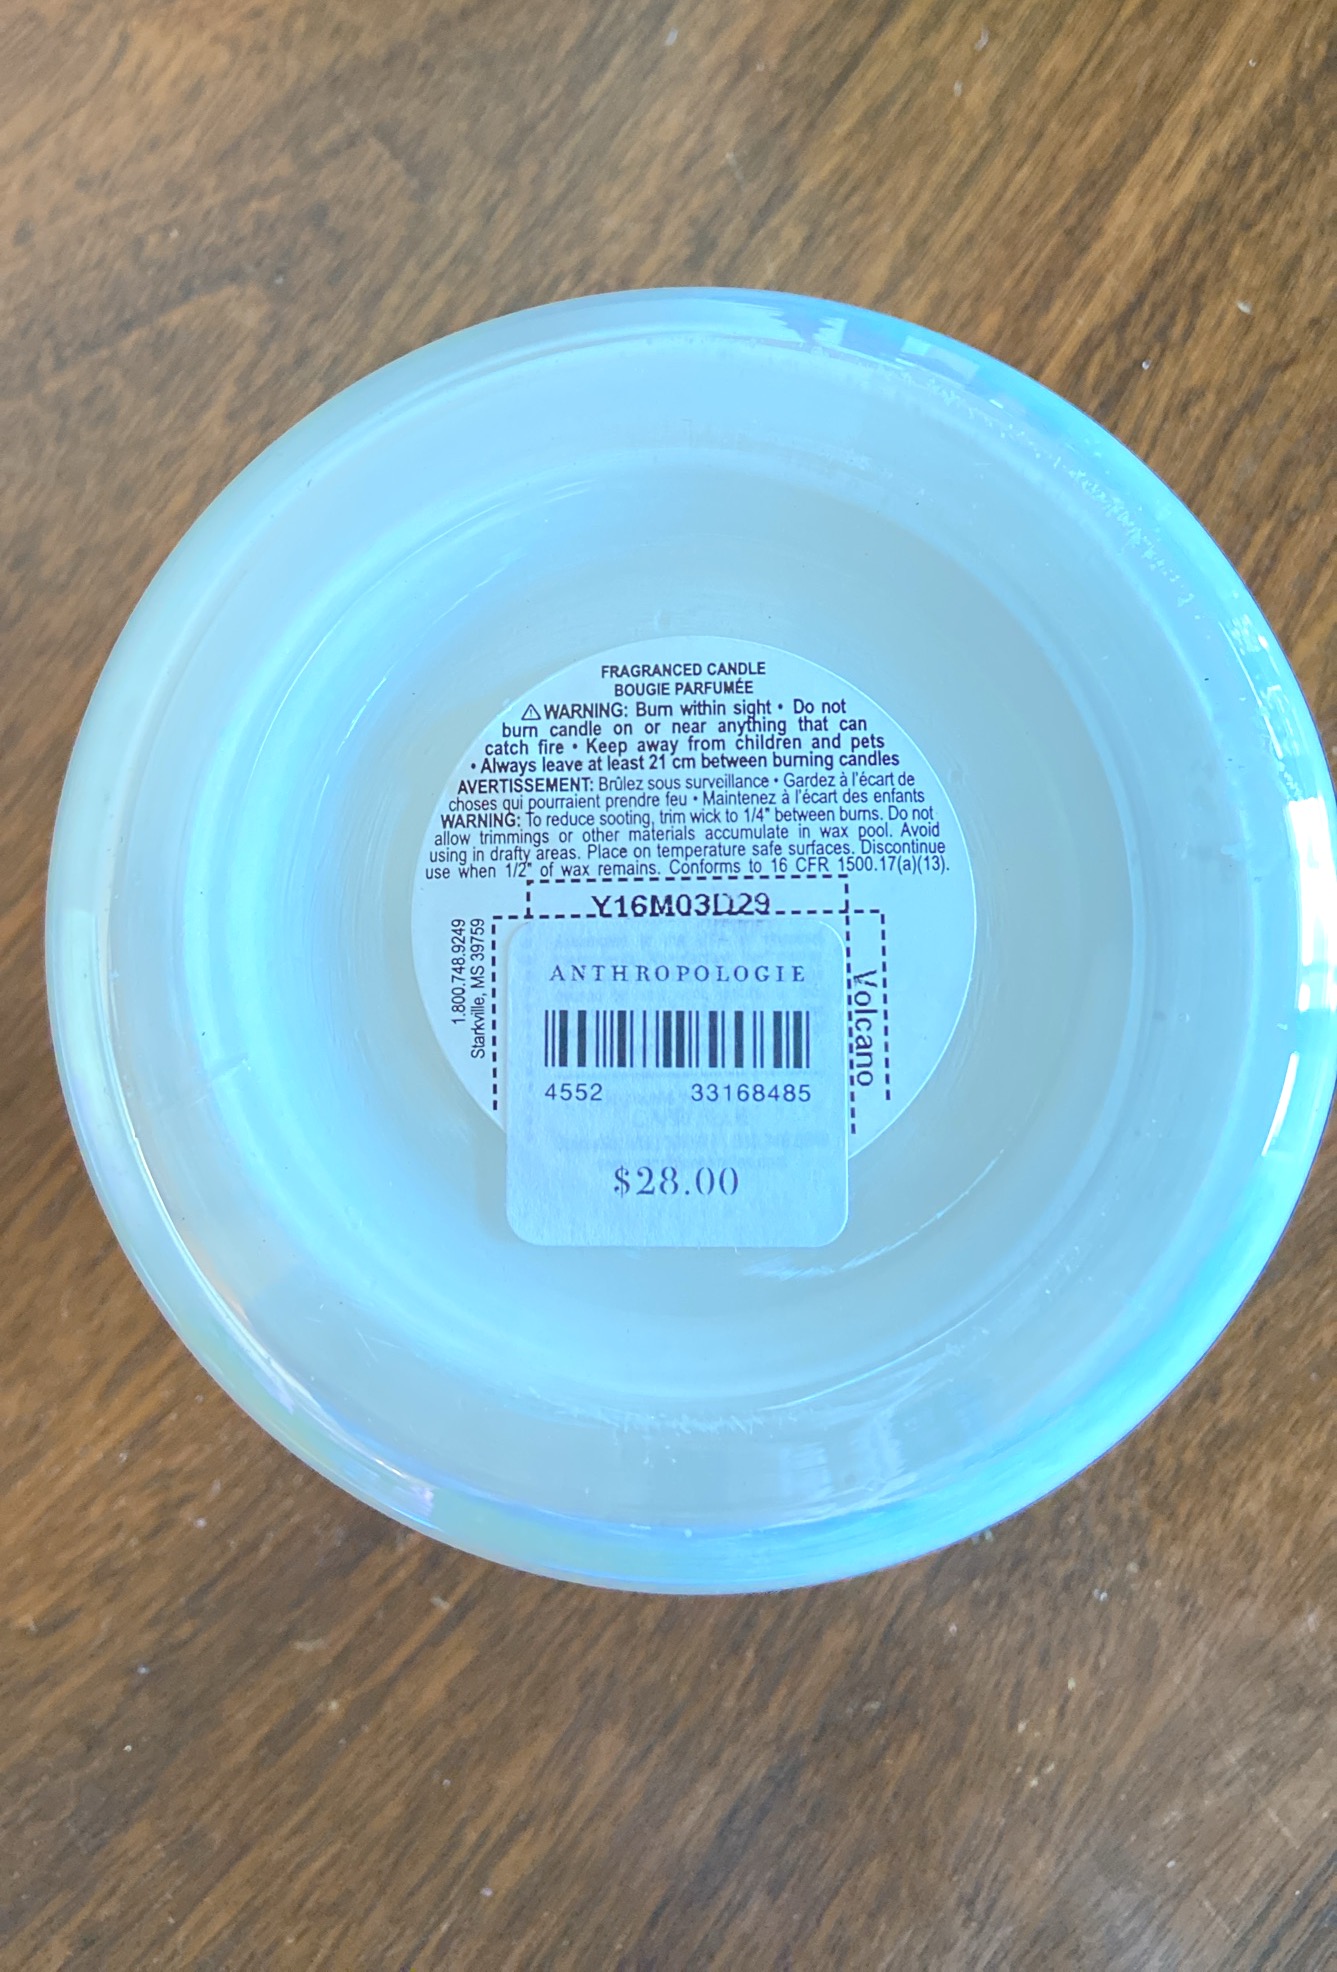 FRAGRANCED CANDLE
BOUGIE PARFUMÉE
⚠ WARNING: Burn within sight • Do not
burn candle on or near anything that can
catch fire • Keep away from children and pets
• Always leave at least 21 cm between burning candles
AVERTISSEMENT: Brûlez sous surveillance • Gardez à l'écart de
choses qui pourraient prendre feu • Maintenez à l'écart des enfants
WARNING: To reduce sooting, trim wick to 1/4" between burns. Do not
allow trimmings or other materials accumulate in wax pool. Avoid
using in drafty areas. Place on temperature safe surfaces. Discontinue
use when 1/2" of wax remains. Conforms to 16 CFR 1500.17(a)(13).
Y16M03D29
1.800.748.9249
Starkville, MS 39759
Volcano
ANTHROPOLOGIE
4552 33168485
$28.00